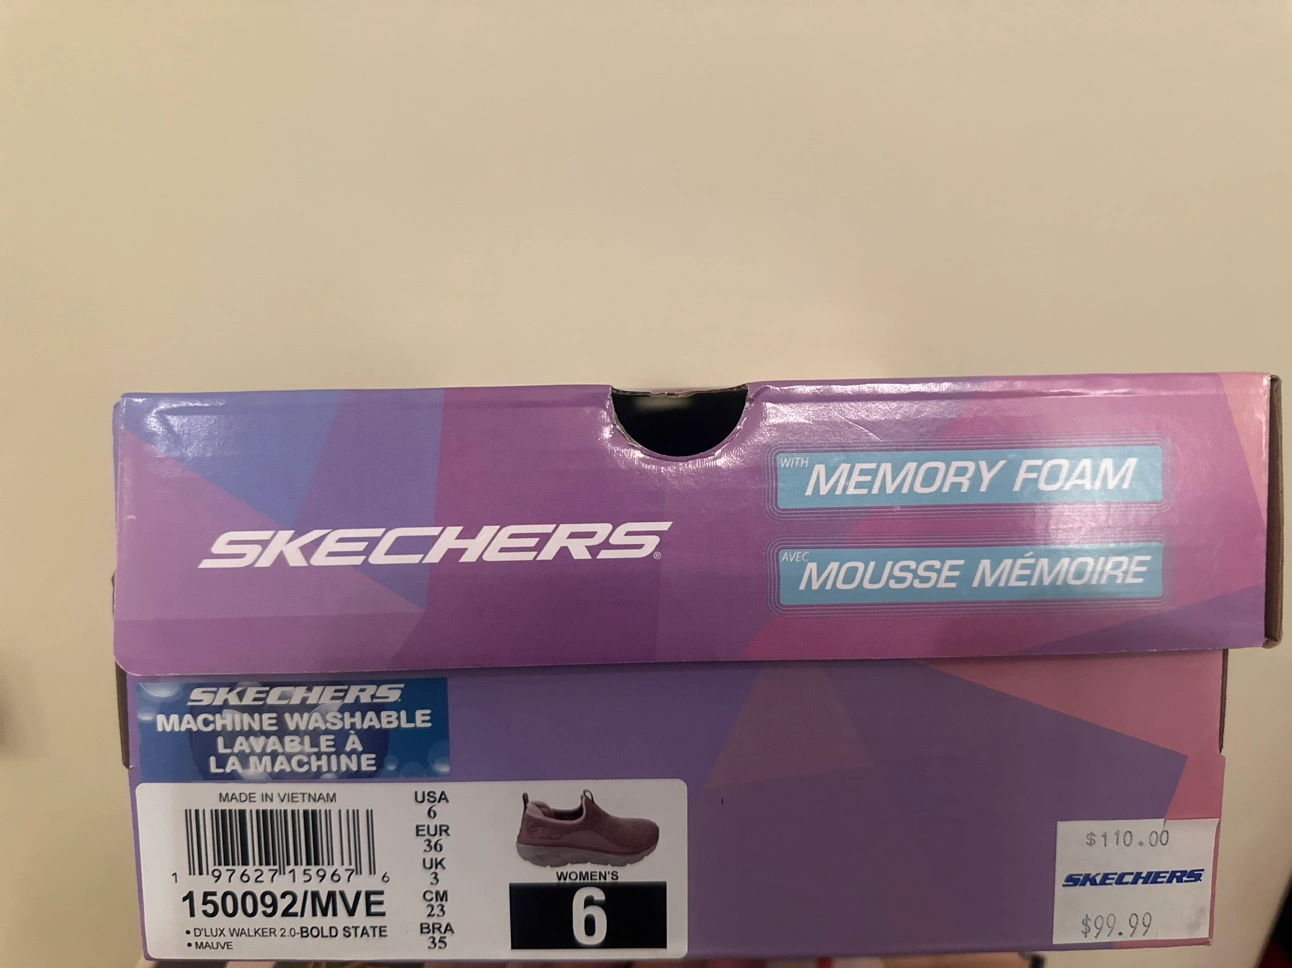 SKECHERS®
WITH MEMORY FOAM
AVEC MOUSSE MÉMOIRE
SKECHERS
MACHINE WASHABLE
LAVABLE À
LA MACHINE
MADE IN VIETNAM
1 97627 15967 6
150092/MVE
• D'LUX WALKER 2.0-BOLD STATE
• MAUVE
USA
6
EUR
36
UK
3
CM
23
BRA
35
WOMEN'S
6
$110.00
SKECHERS
$99.99